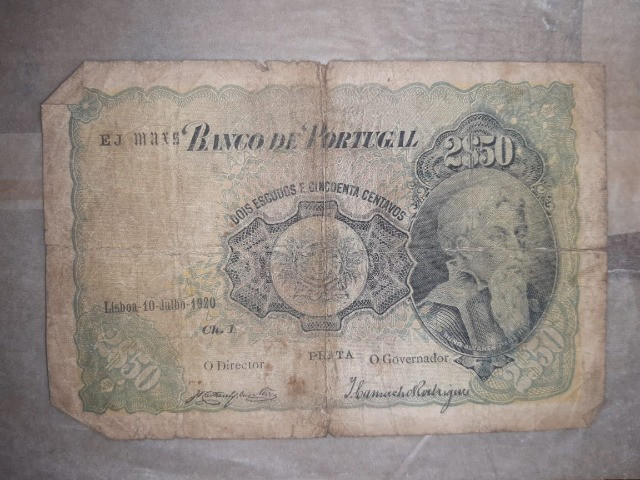 EJ
BANCO DE PORTUGAL
2$50
DOIS ESCUDOS E CINCOENTA CENTAVOS
Lisboa-10-Julho-1920
Ch. 1
O Director
PRATA
O Governador
2$50
2$50